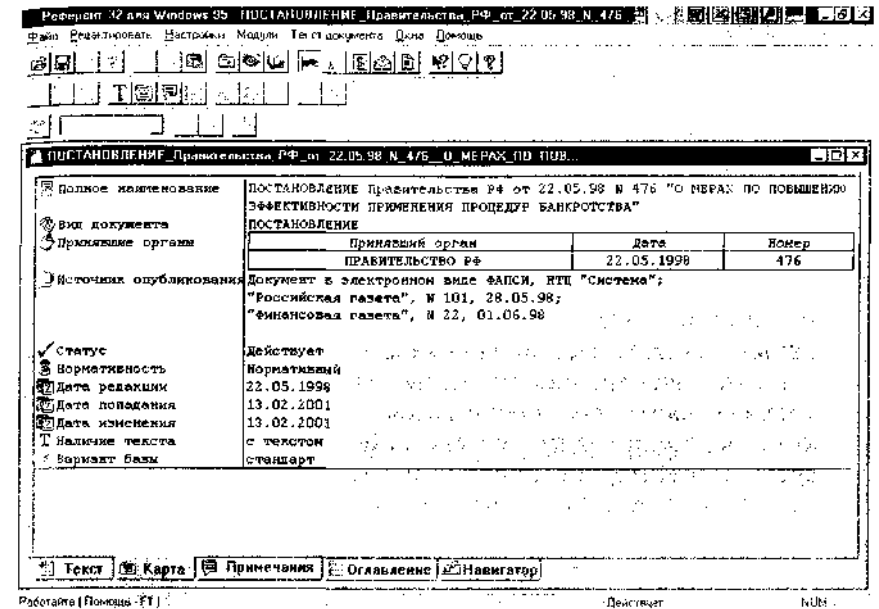 Референт 32 для Windows 95 ПОСТАНОВЛЕНИЕ_Правительства_РФ_от_22.05.98_N_476
Файл Редактировать Настройки Модули Текст документа Окна Помощь
ПОСТАНОВЛЕНИЕ_Правительства_РФ_от_22.05.98_N_476__О_МЕРАХ_ПО_ПОВ...
Полное наименование ПОСТАНОВЛЕНИЕ Правительства РФ от 22.05.98 N 476 "О МЕРАХ ПО ПОВЫШЕНИЮ
ЭФФЕКТИВНОСТИ ПРИМЕНЕНИЯ ПРОЦЕДУР БАНКРОТСТВА"
Вид документа ПОСТАНОВЛЕНИЕ
Принявшие органы Принявший орган Дата Номер
ПРАВИТЕЛЬСТВО РФ 22.05.1998 476
Источник опубликования Документ в электронном виде ФАПСИ, НТЦ "Система";
"Российская газета", N 101, 28.05.98;
"Финансовая газета", N 22, 01.06.98
Статус Действует
Нормативность Нормативный
Дата редакции 22.05.1998
Дата попадания 13.02.2001
Дата изменения 13.02.2001
Наличие текста с текстом
Вариант базы стандарт
Текст Карта Примечания Оглавление Навигатор
Работайте (Помощь - F1) Действует NUM